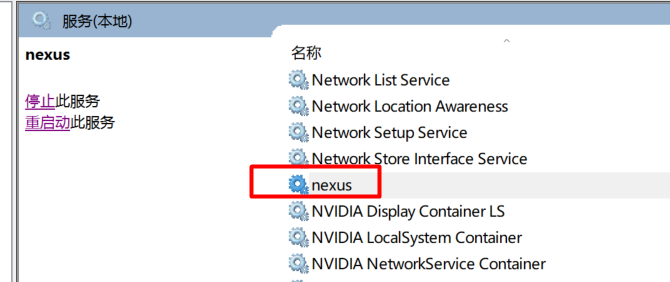 服务(本地)
nexus
停止此服务
重启动此服务
名称
Network List Service
Network Location Awareness
Network Setup Service
Network Store Interface Service
nexus
NVIDIA Display Container LS
NVIDIA LocalSystem Container
NVIDIA NetworkService Container